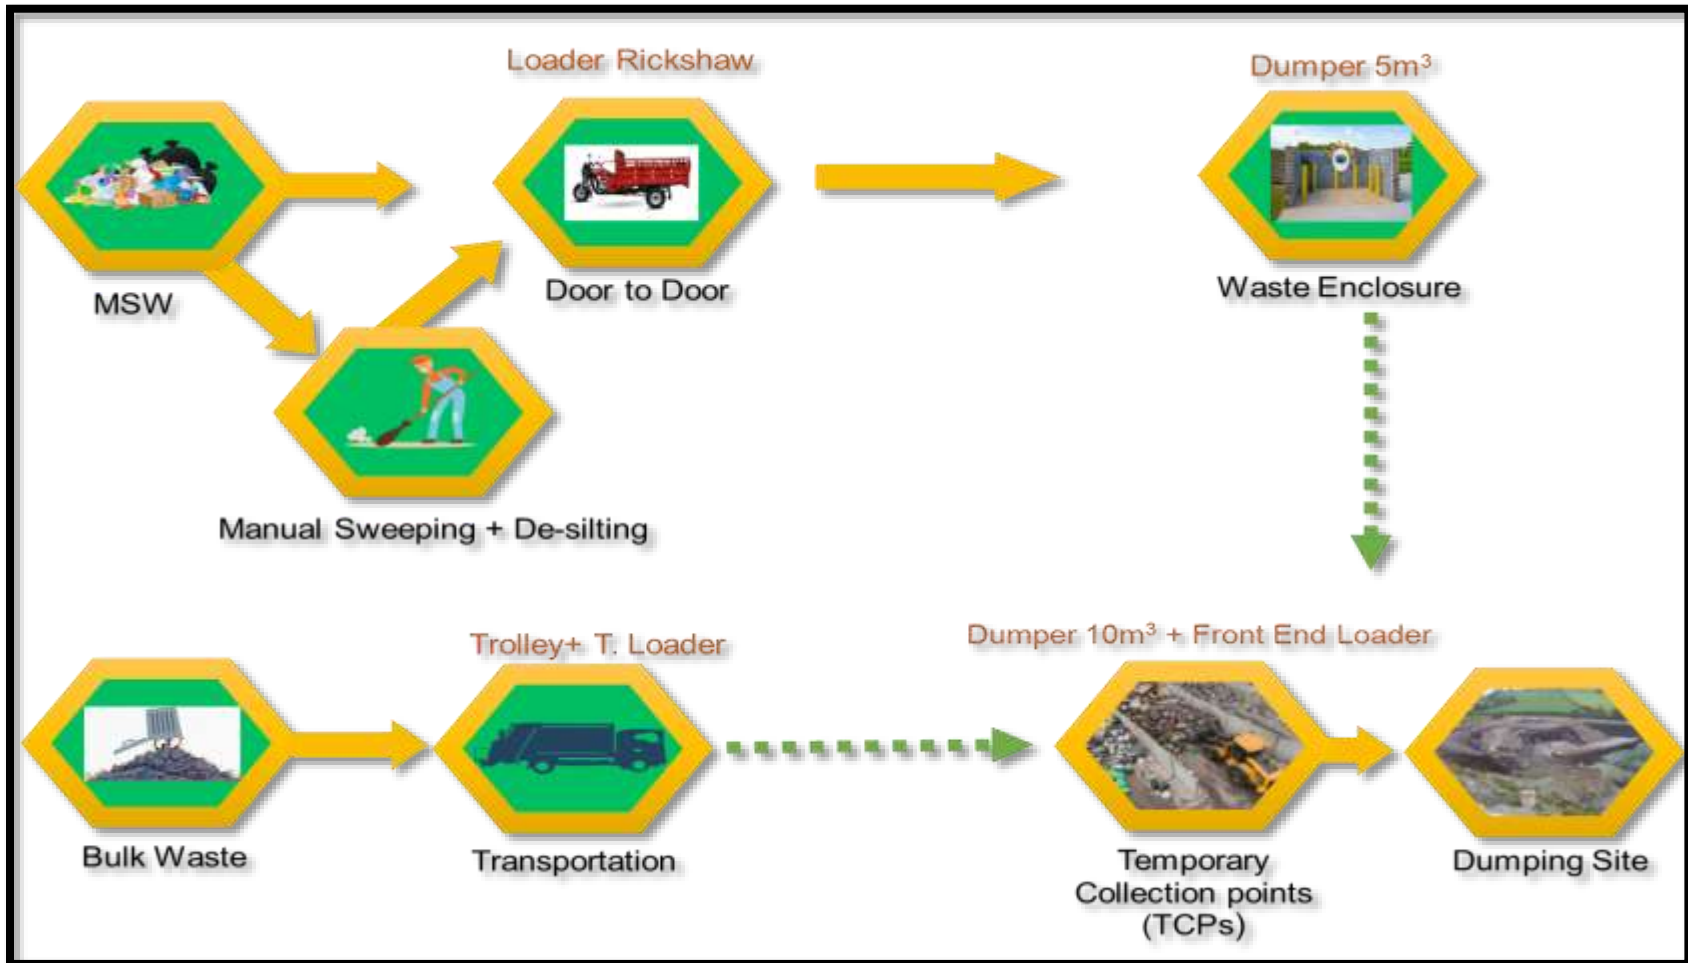 Loader Rickshaw
Dumper 5m³
MSW
Door to Door
Waste Enclosure
Manual Sweeping + De-silting
Trolley+ T. Loader
Dumper 10m³ + Front End Loader
Bulk Waste
Transportation
Temporary
Collection points
(TCPs)
Dumping Site